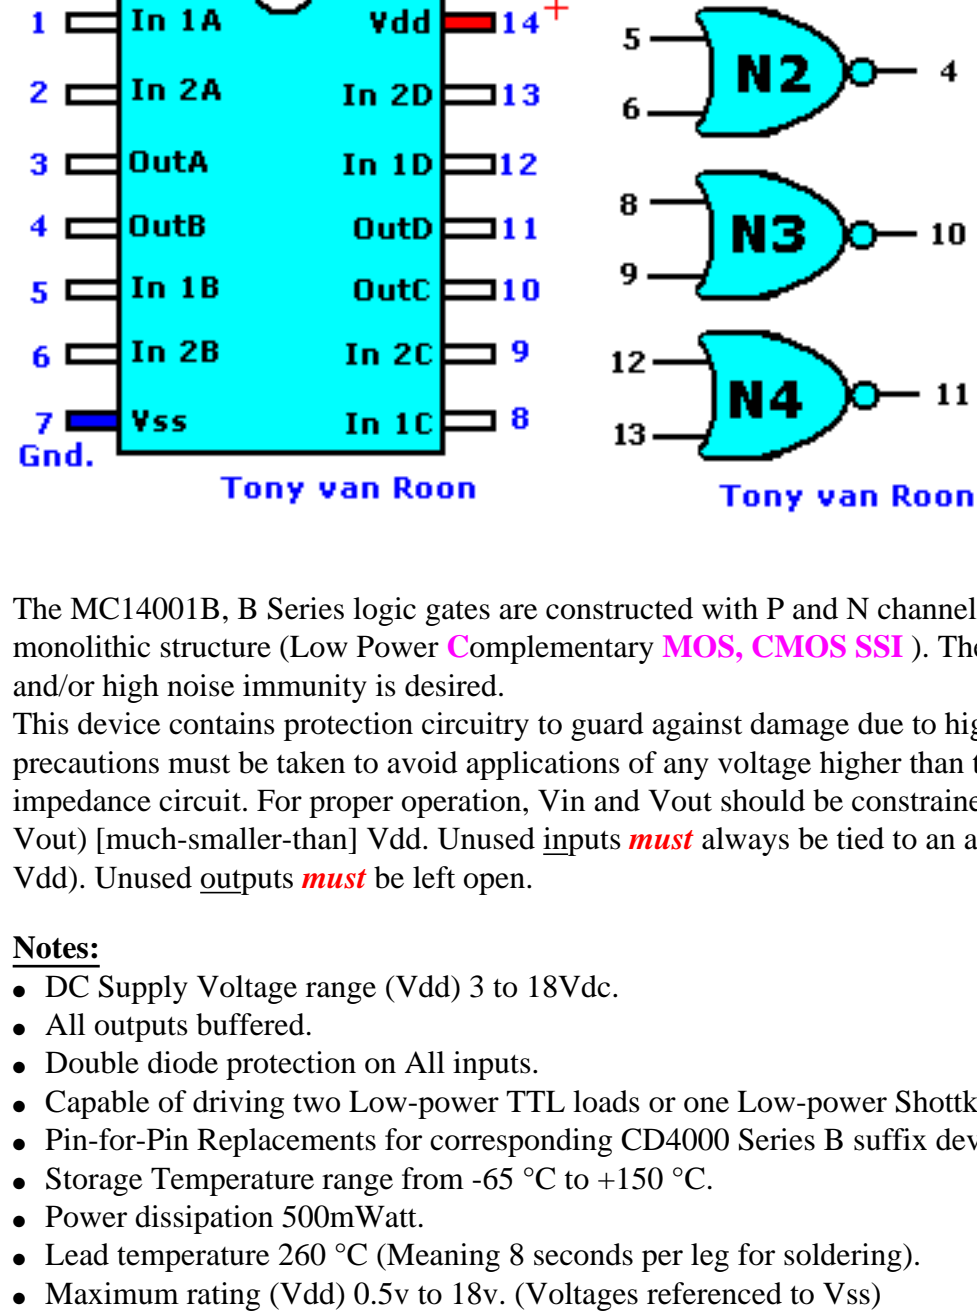 1 In 1A Vdd 14 +
2 In 2A In 2D 13
3 OutA In 1D 12
4 OutB OutD 11
5 In 1B OutC 10
6 In 2B In 2C 9
7 Vss In 1C 8
Gnd.
Tony van Roon
5
N2 4
6
8
N3 10
9
12
N4 11
13
Tony van Roon
The MC14001B, B Series logic gates are constructed with P and N channel
monolithic structure (Low Power Complementary MOS, CMOS SSI ). The
and/or high noise immunity is desired.
This device contains protection circuitry to guard against damage due to hig
precautions must be taken to avoid applications of any voltage higher than t
impedance circuit. For proper operation, Vin and Vout should be constraine
Vout) [much-smaller-than] Vdd. Unused inputs must always be tied to an a
Vdd). Unused outputs must be left open.
Notes:
● DC Supply Voltage range (Vdd) 3 to 18Vdc.
● All outputs buffered.
● Double diode protection on All inputs.
● Capable of driving two Low-power TTL loads or one Low-power Shottk
● Pin-for-Pin Replacements for corresponding CD4000 Series B suffix dev
● Storage Temperature range from -65 °C to +150 °C.
● Power dissipation 500mWatt.
● Lead temperature 260 °C (Meaning 8 seconds per leg for soldering).
● Maximum rating (Vdd) 0.5v to 18v. (Voltages referenced to Vss)